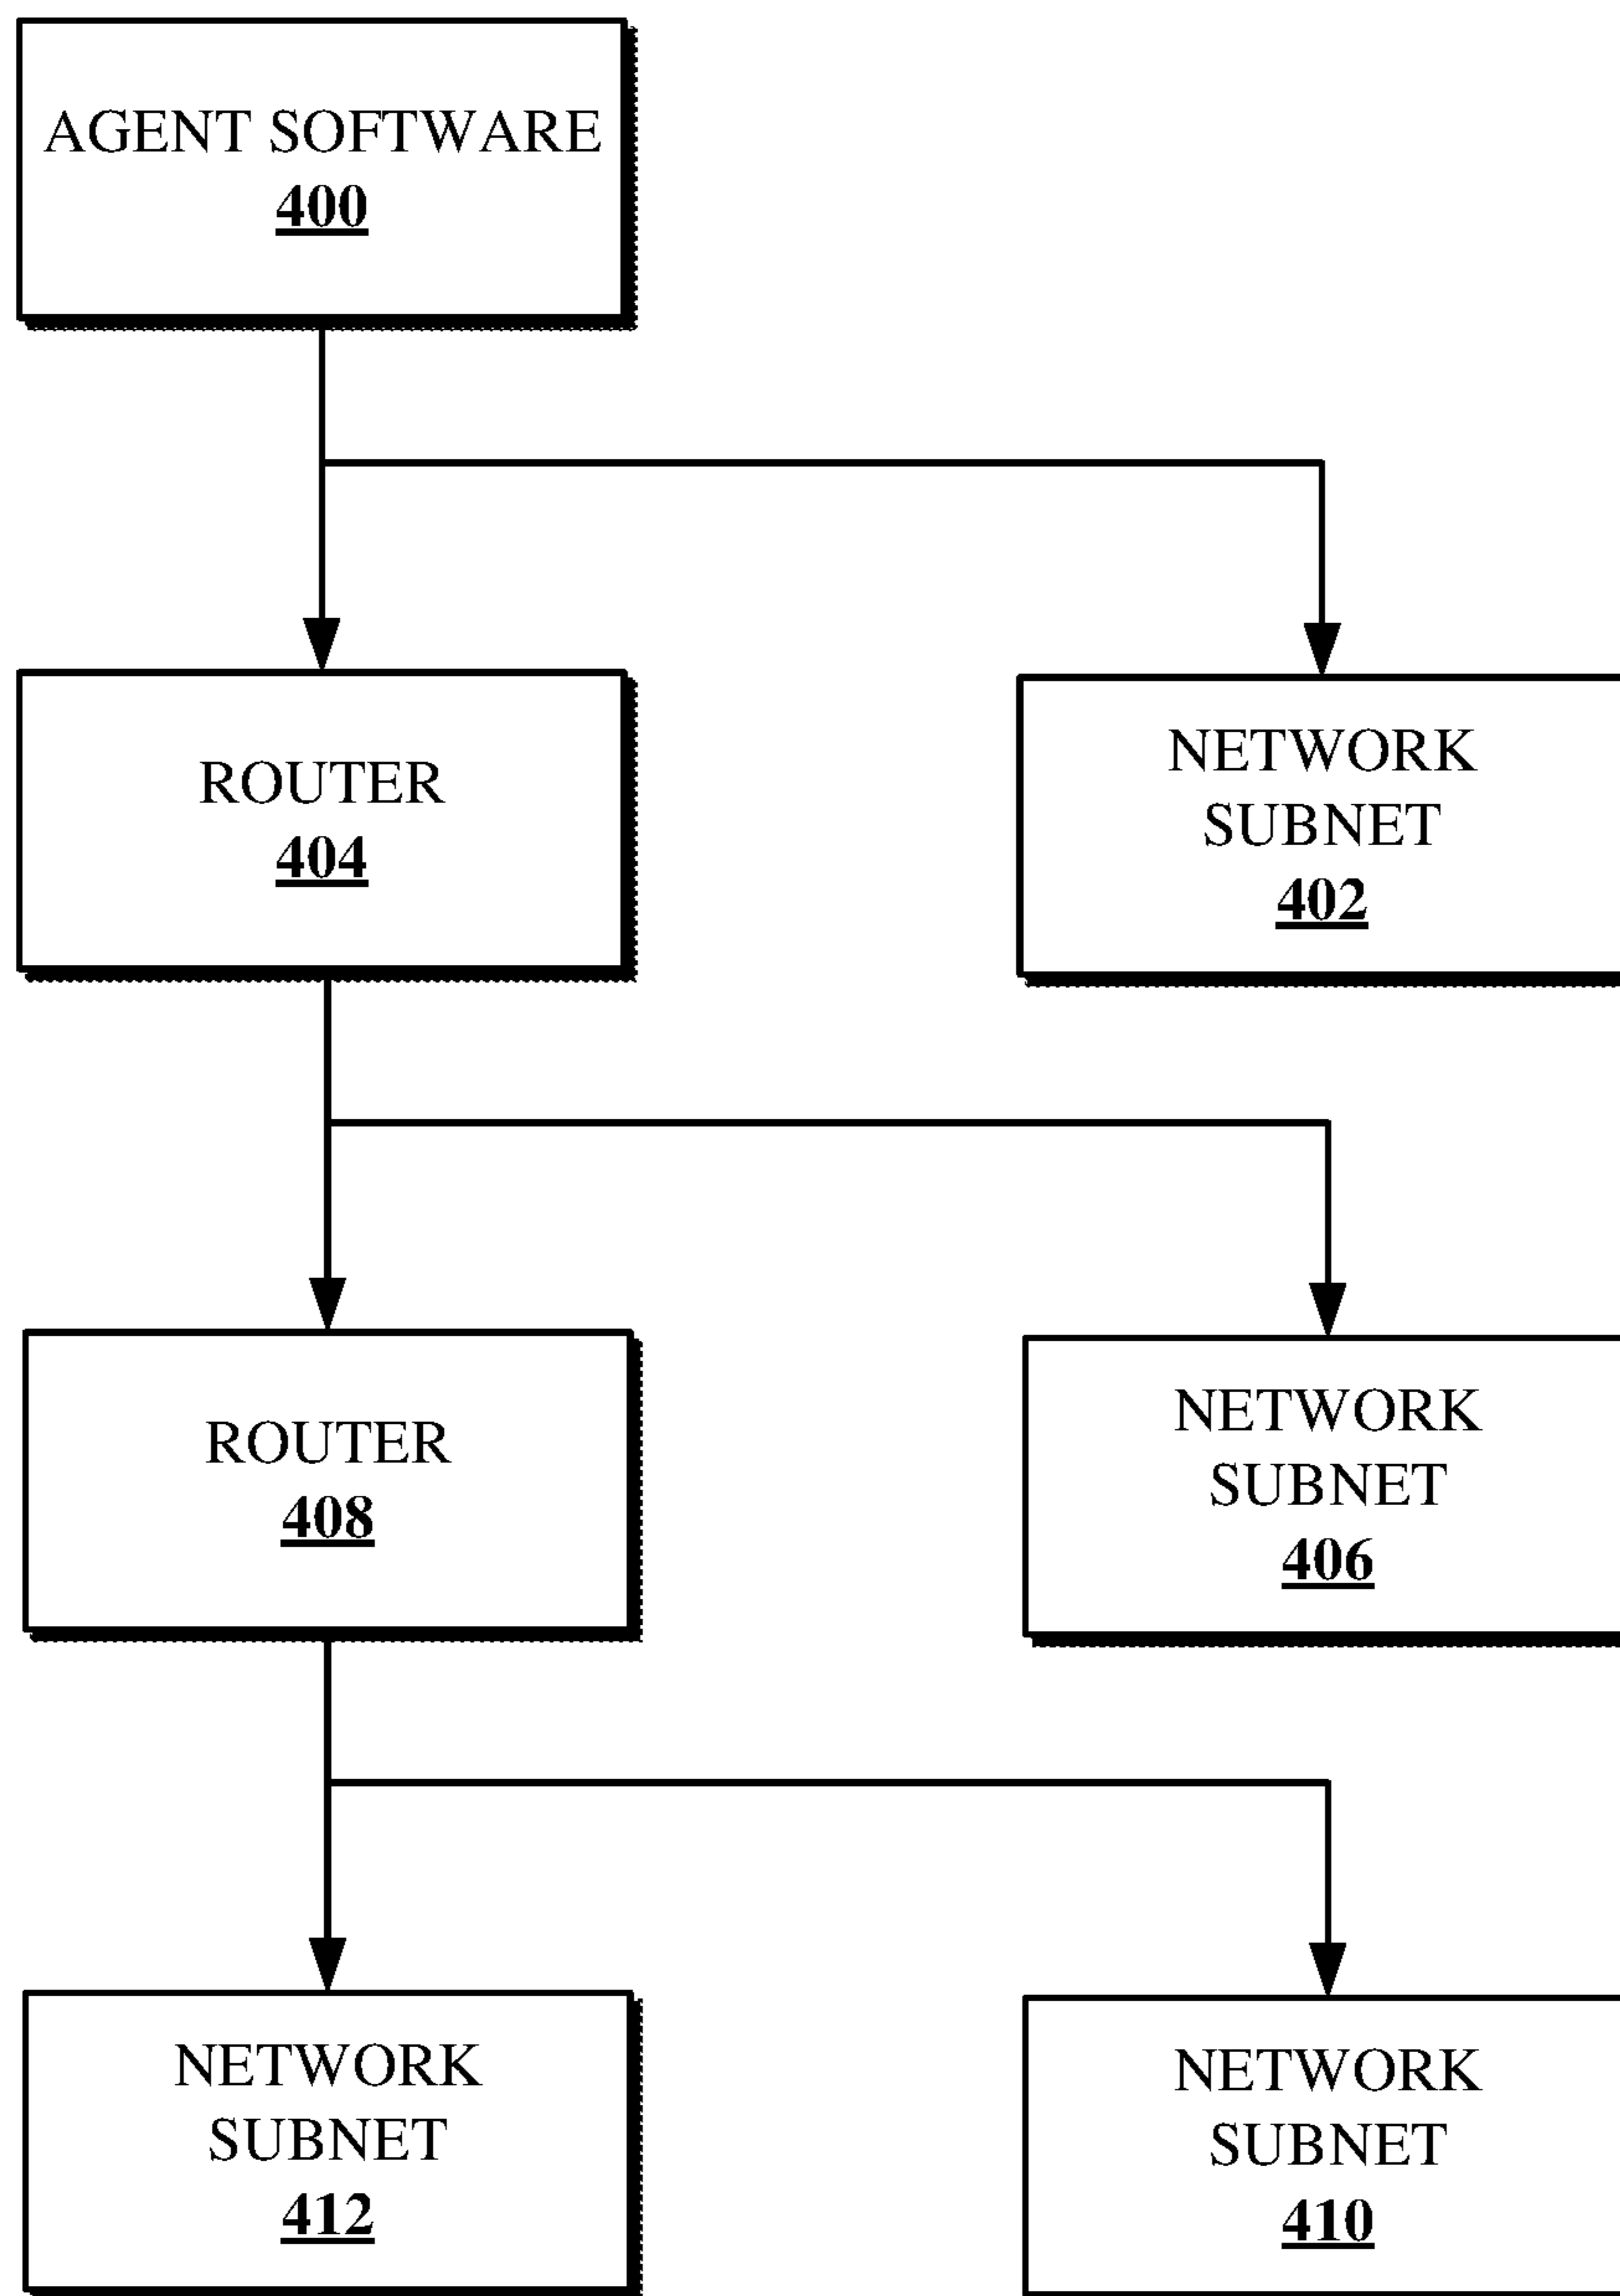 AGENT SOFTWARE
400
ROUTER
404
NETWORK
SUBNET
402
ROUTER
408
NETWORK
SUBNET
406
NETWORK
SUBNET
412
NETWORK
SUBNET
410